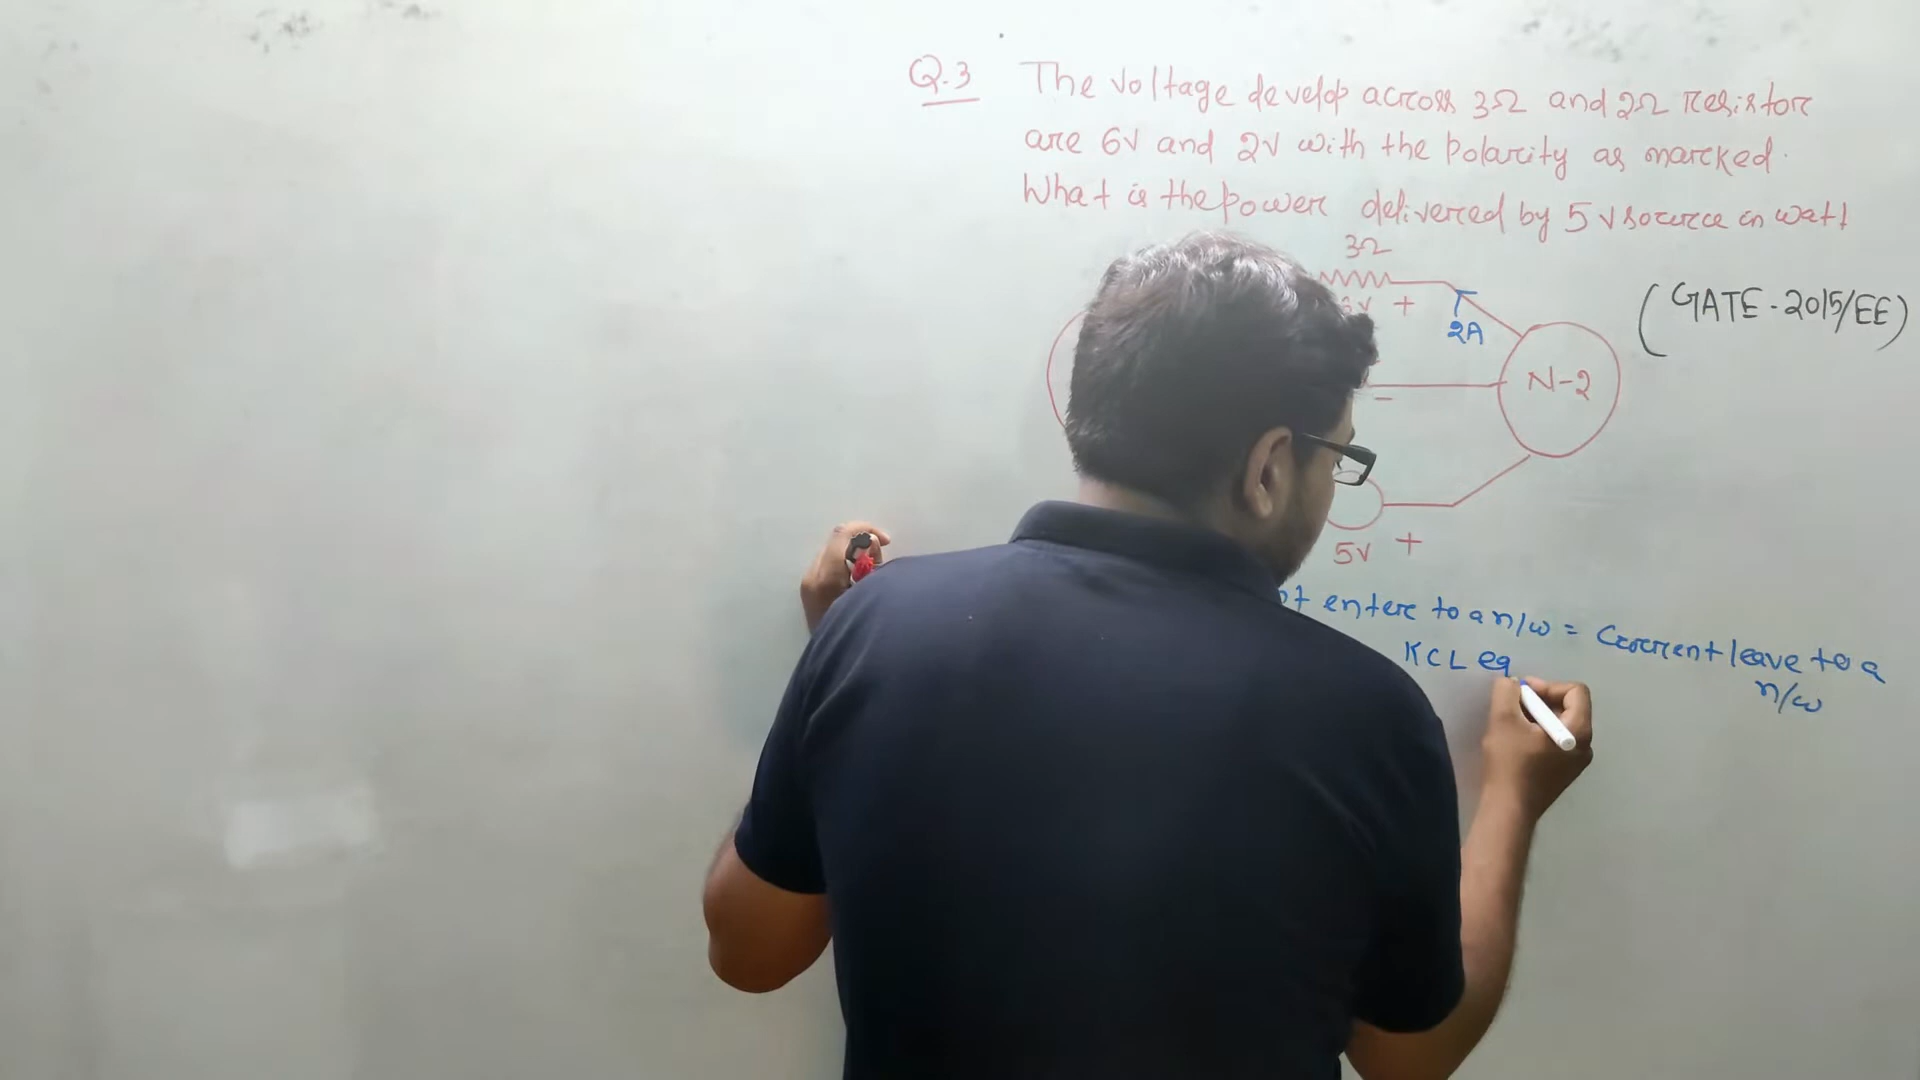 Q.3 The voltage develop across 3Ω and 2Ω resistor
are 6V and 2V with the polarity as marcked.
What is the power delivered by 5V source in watt
3Ω
6V +
2A
(GATE-2015/EE)
N-2
−
5V +
enter to a n/w = Current leave to a
n/w
KCL eq